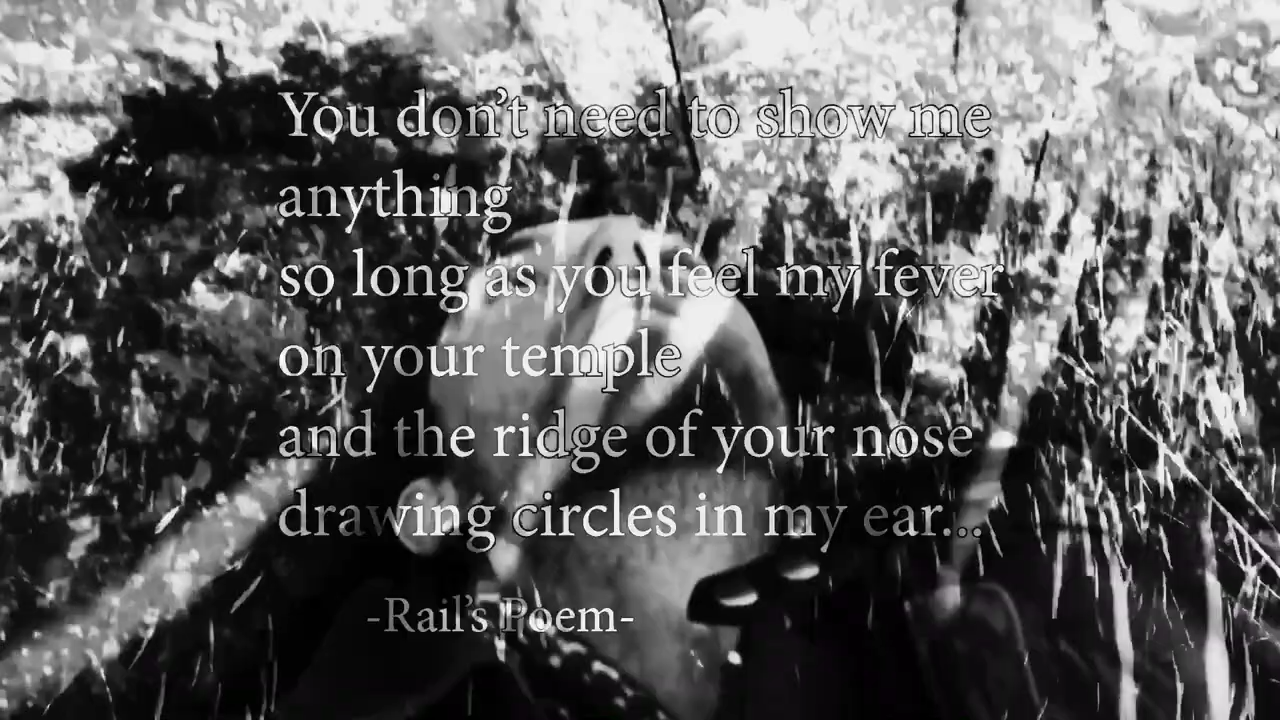 You don't need to show me
anything
so long as you feel my fever
on your temple
and the ridge of your nose
drawing circles in my ear...
-Rail's Poem-